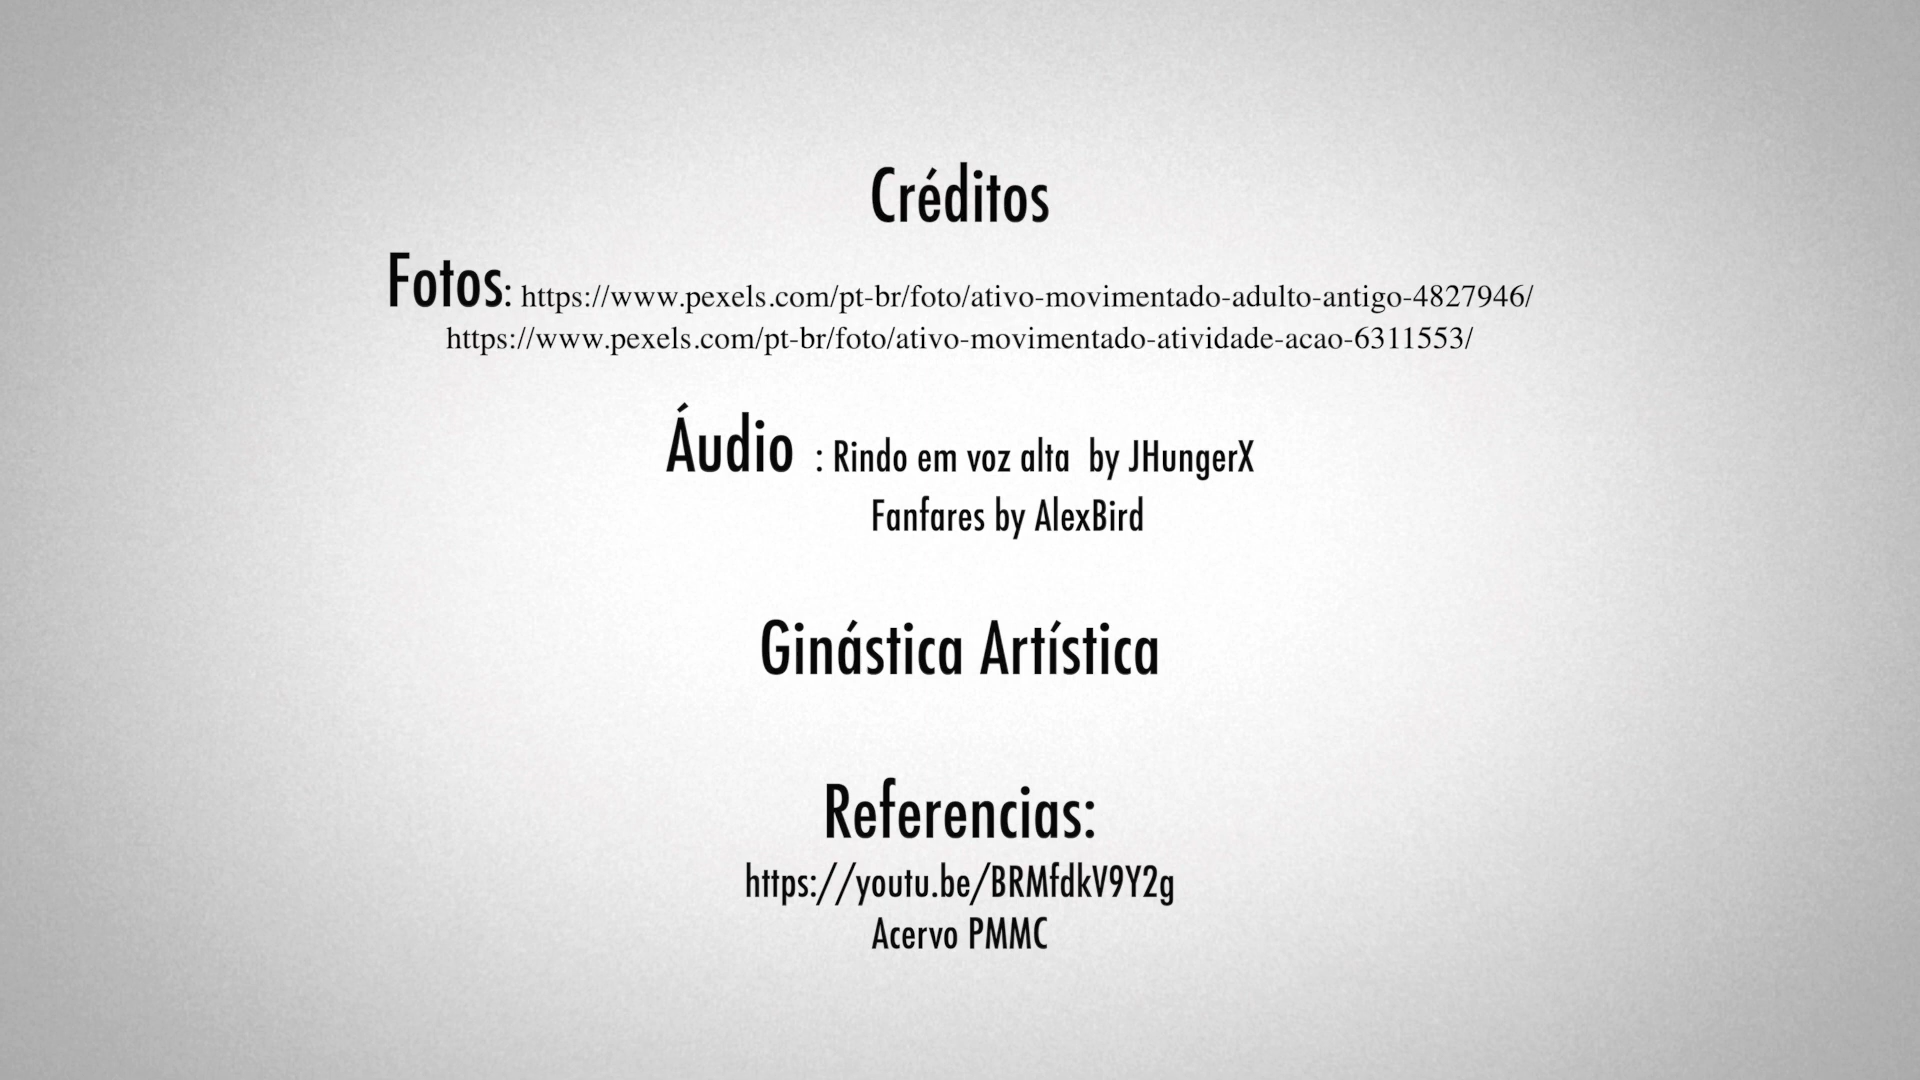 Créditos
Fotos: https://www.pexels.com/pt-br/foto/ativo-movimentado-adulto-antigo-4827946/
https://www.pexels.com/pt-br/foto/ativo-movimentado-atividade-acao-6311553/
Áudio : Rindo em voz alta by JHungerX
Fanfares by AlexBird
Ginástica Artística
Referencias:
https://youtu.be/BRMfdkV9Y2g
Acervo PMMC